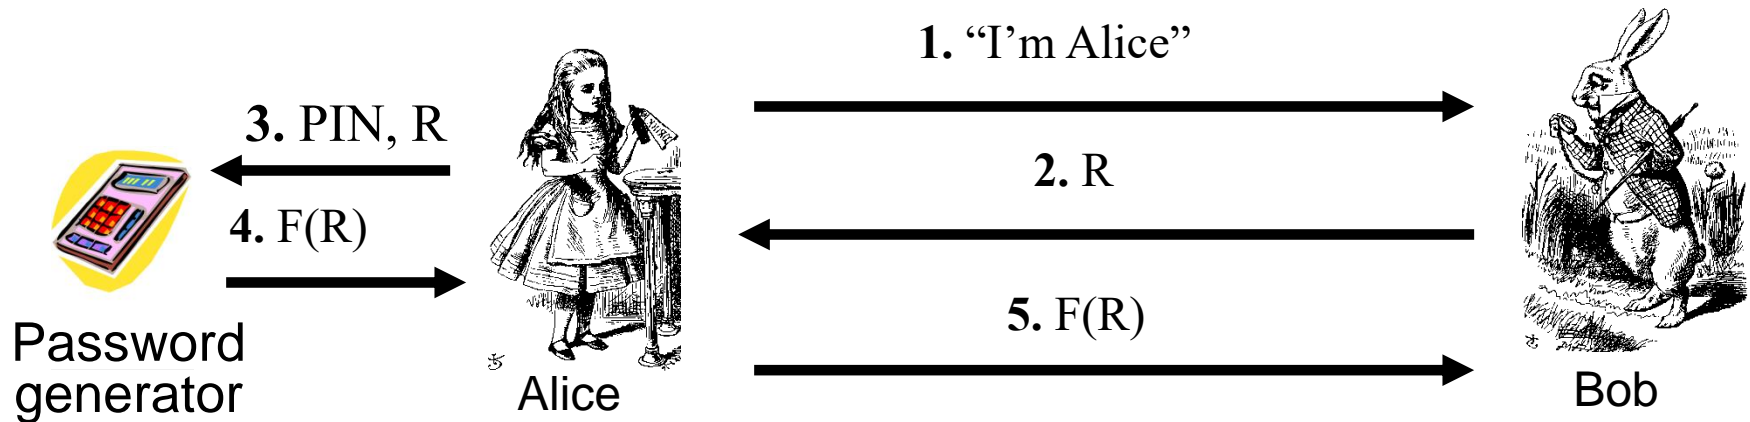 1. “I’m Alice”
3. PIN, R
2. R
4. F(R)
5. F(R)
Password
generator
Alice
Bob